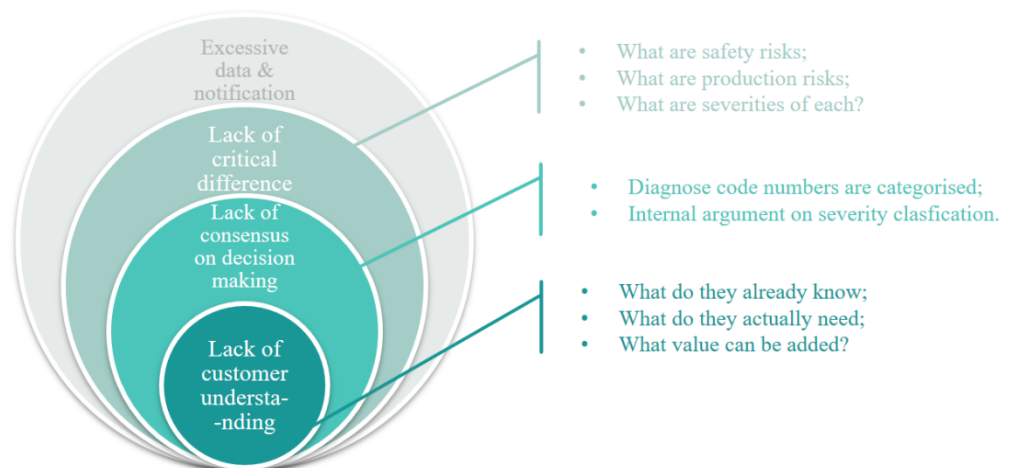 Excessive
data &
notification
Lack of
critical
difference
Lack of
consensus
on decision
making
Lack of
customer
understa-
-nding
• What are safety risks;
• What are production risks;
• What are severities of each?
• Diagnose code numbers are categorised;
• Internal argument on severity clasfication.
• What do they already know;
• What do they actually need;
• What value can be added?